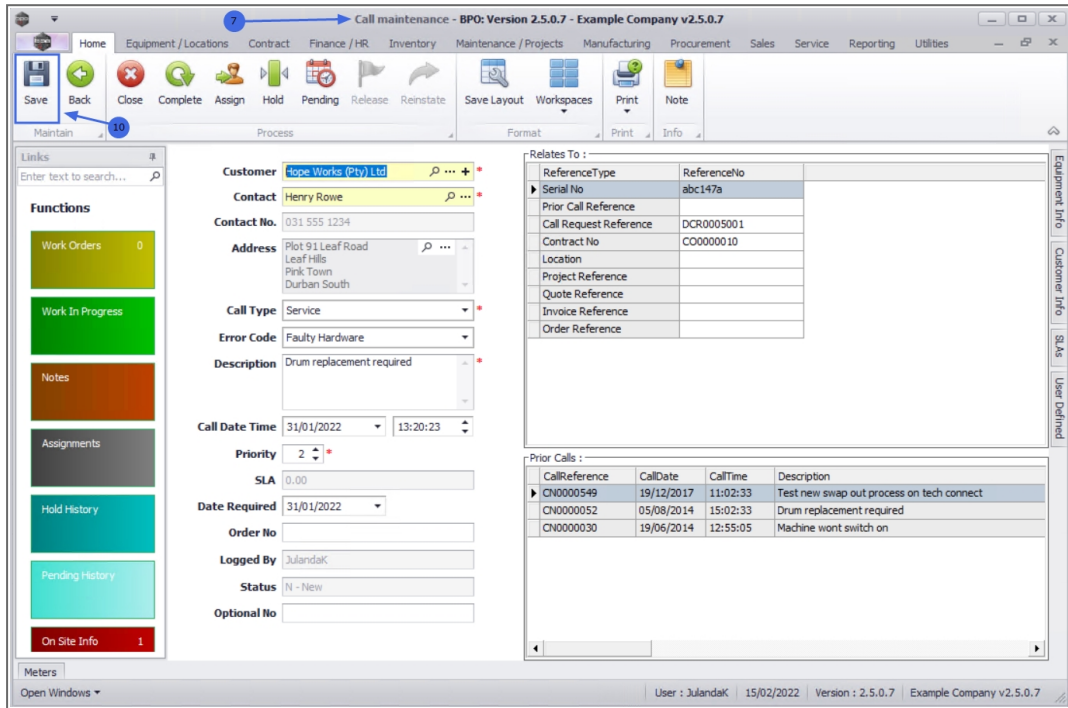 7
Call maintenance - BPO: Version 2.5.0.7 - Example Company v2.5.0.7
Home Equipment / Locations Contract Finance / HR Inventory Maintenance / Projects Manufacturing Procurement Sales Service Reporting Utilities
Save Back Close Complete Assign Hold Pending Release Reinstate Save Layout Workspaces Print Note
10
Maintain Process Format Print Info
Links
Enter text to search...
Functions
Work Orders 0
Work In Progress
Notes
Assignments
Hold History
Pending History
On Site Info 1
Customer Hope Works (Pty) Ltd *
Contact Henry Rowe *
Contact No. 031 555 1234
Address Plot 91 Leaf Road
Leaf Hills
Pink Town
Durban South
Call Type Service *
Error Code Faulty Hardware
Description Drum replacement required *
Call Date Time 31/01/2022 13:20:23
Priority 2 *
SLA 0.00
Date Required 31/01/2022
Order No
Logged By JulandaK
Status N - New
Optional No
Relates To :
ReferenceType ReferenceNo
Serial No abc147a
Prior Call Reference
Call Request Reference DCR0005001
Contract No CO0000010
Location
Project Reference
Quote Reference
Invoice Reference
Order Reference
Prior Calls :
CallReference CallDate CallTime Description
CN0000549 19/12/2017 11:02:33 Test new swap out process on tech connect
CN0000052 05/08/2014 15:02:33 Drum replacement required
CN0000030 19/06/2014 12:55:05 Machine wont switch on
Equipment Info
Customer Info
SLAs
User Defined
Meters
Open Windows User : JulandaK 15/02/2022 Version : 2.5.0.7 Example Company v2.5.0.7